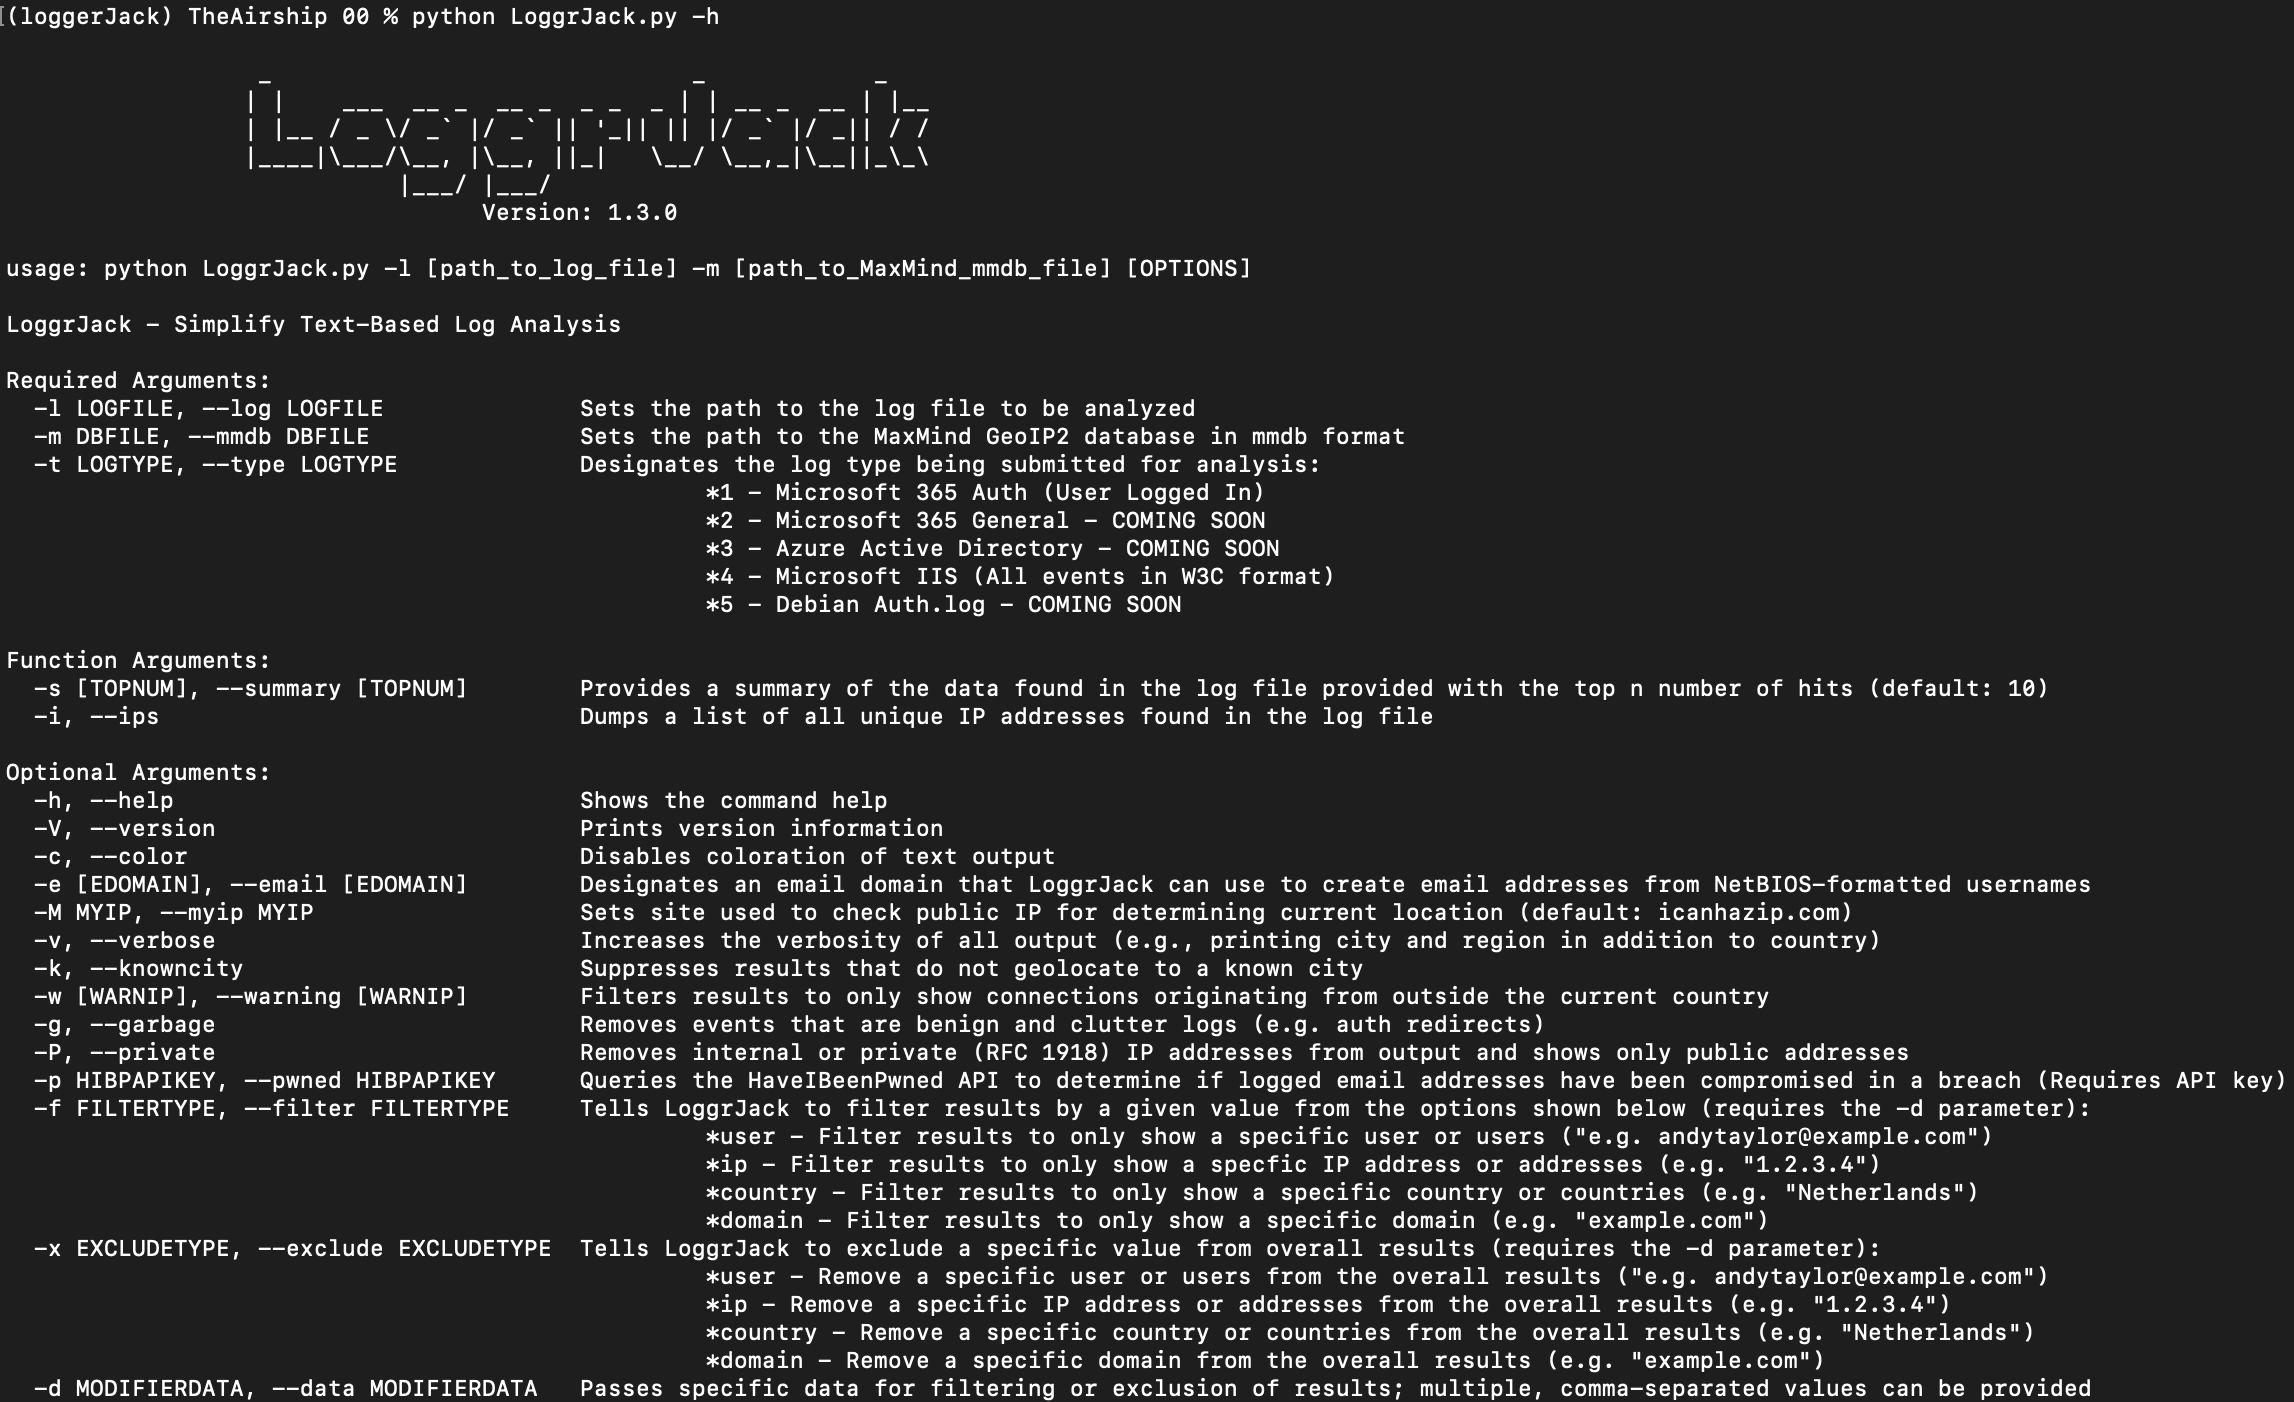 [(loggerJack) TheAirship 00 % python LoggrJack.py -h
 _                              _            _
| |    ___  __ _  __ _  _ _  _ | | __ _  __ | |__
| |__ / _ \/ _` |/ _` || '_|| || |/ _` |/ _|| / /
|____|\___/\__, |\__, ||_|   \__/ \__,_|\__||_\_\
           |___/ |___/
Version: 1.3.0
usage: python LoggrJack.py -l [path_to_log_file] -m [path_to_MaxMind_mmdb_file] [OPTIONS]
LoggrJack - Simplify Text-Based Log Analysis
Required Arguments:
-l LOGFILE, --log LOGFILE Sets the path to the log file to be analyzed
-m DBFILE, --mmdb DBFILE Sets the path to the MaxMind GeoIP2 database in mmdb format
-t LOGTYPE, --type LOGTYPE Designates the log type being submitted for analysis:
*1 - Microsoft 365 Auth (User Logged In)
*2 - Microsoft 365 General - COMING SOON
*3 - Azure Active Directory - COMING SOON
*4 - Microsoft IIS (All events in W3C format)
*5 - Debian Auth.log - COMING SOON
Function Arguments:
-s [TOPNUM], --summary [TOPNUM] Provides a summary of the data found in the log file provided with the top n number of hits (default: 10)
-i, --ips Dumps a list of all unique IP addresses found in the log file
Optional Arguments:
-h, --help Shows the command help
-V, --version Prints version information
-c, --color Disables coloration of text output
-e [EDOMAIN], --email [EDOMAIN] Designates an email domain that LoggrJack can use to create email addresses from NetBIOS-formatted usernames
-M MYIP, --myip MYIP Sets site used to check public IP for determining current location (default: icanhazip.com)
-v, --verbose Increases the verbosity of all output (e.g., printing city and region in addition to country)
-k, --knowncity Suppresses results that do not geolocate to a known city
-w [WARNIP], --warning [WARNIP] Filters results to only show connections originating from outside the current country
-g, --garbage Removes events that are benign and clutter logs (e.g. auth redirects)
-P, --private Removes internal or private (RFC 1918) IP addresses from output and shows only public addresses
-p HIBPAPIKEY, --pwned HIBPAPIKEY Queries the HaveIBeenPwned API to determine if logged email addresses have been compromised in a breach (Requires API key)
-f FILTERTYPE, --filter FILTERTYPE Tells LoggrJack to filter results by a given value from the options shown below (requires the -d parameter):
*user - Filter results to only show a specific user or users ("e.g. andytaylor@example.com")
*ip - Filter results to only show a specfic IP address or addresses (e.g. "1.2.3.4")
*country - Filter results to only show a specific country or countries (e.g. "Netherlands")
*domain - Filter results to only show a specific domain (e.g. "example.com")
-x EXCLUDETYPE, --exclude EXCLUDETYPE Tells LoggrJack to exclude a specific value from overall results (requires the -d parameter):
*user - Remove a specific user or users from the overall results ("e.g. andytaylor@example.com")
*ip - Remove a specific IP address or addresses from the overall results (e.g. "1.2.3.4")
*country - Remove a specific country or countries from the overall results (e.g. "Netherlands")
*domain - Remove a specific domain from the overall results (e.g. "example.com")
-d MODIFIERDATA, --data MODIFIERDATA Passes specific data for filtering or exclusion of results; multiple, comma-separated values can be provided